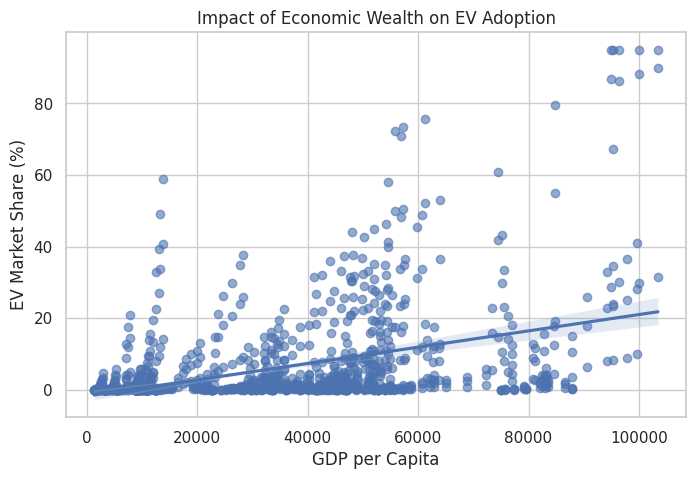 Impact of Economic Wealth on EV Adoption
EV Market Share (%)
80
60
40
20
0
0 20000 40000 60000 80000 100000
GDP per Capita